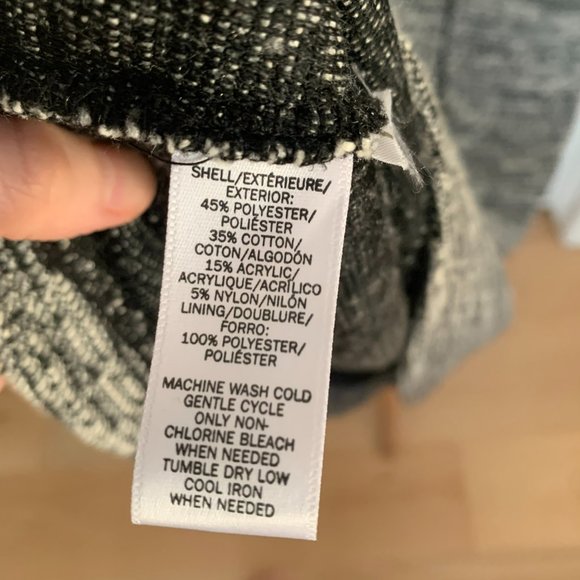 SHELL/EXTÉRIEURE/
EXTERIOR:
45% POLYESTER/
POLIÉSTER
35% COTTON/
COTON/ALGODÓN
15% ACRYLIC/
ACRYLIQUE/ACRÍLICO
5% NYLON/NILÓN
LINING/DOUBLURE/
FORRO:
100% POLYESTER/
POLIÉSTER
MACHINE WASH COLD
GENTLE CYCLE
ONLY NON-
CHLORINE BLEACH
WHEN NEEDED
TUMBLE DRY LOW
COOL IRON
WHEN NEEDED